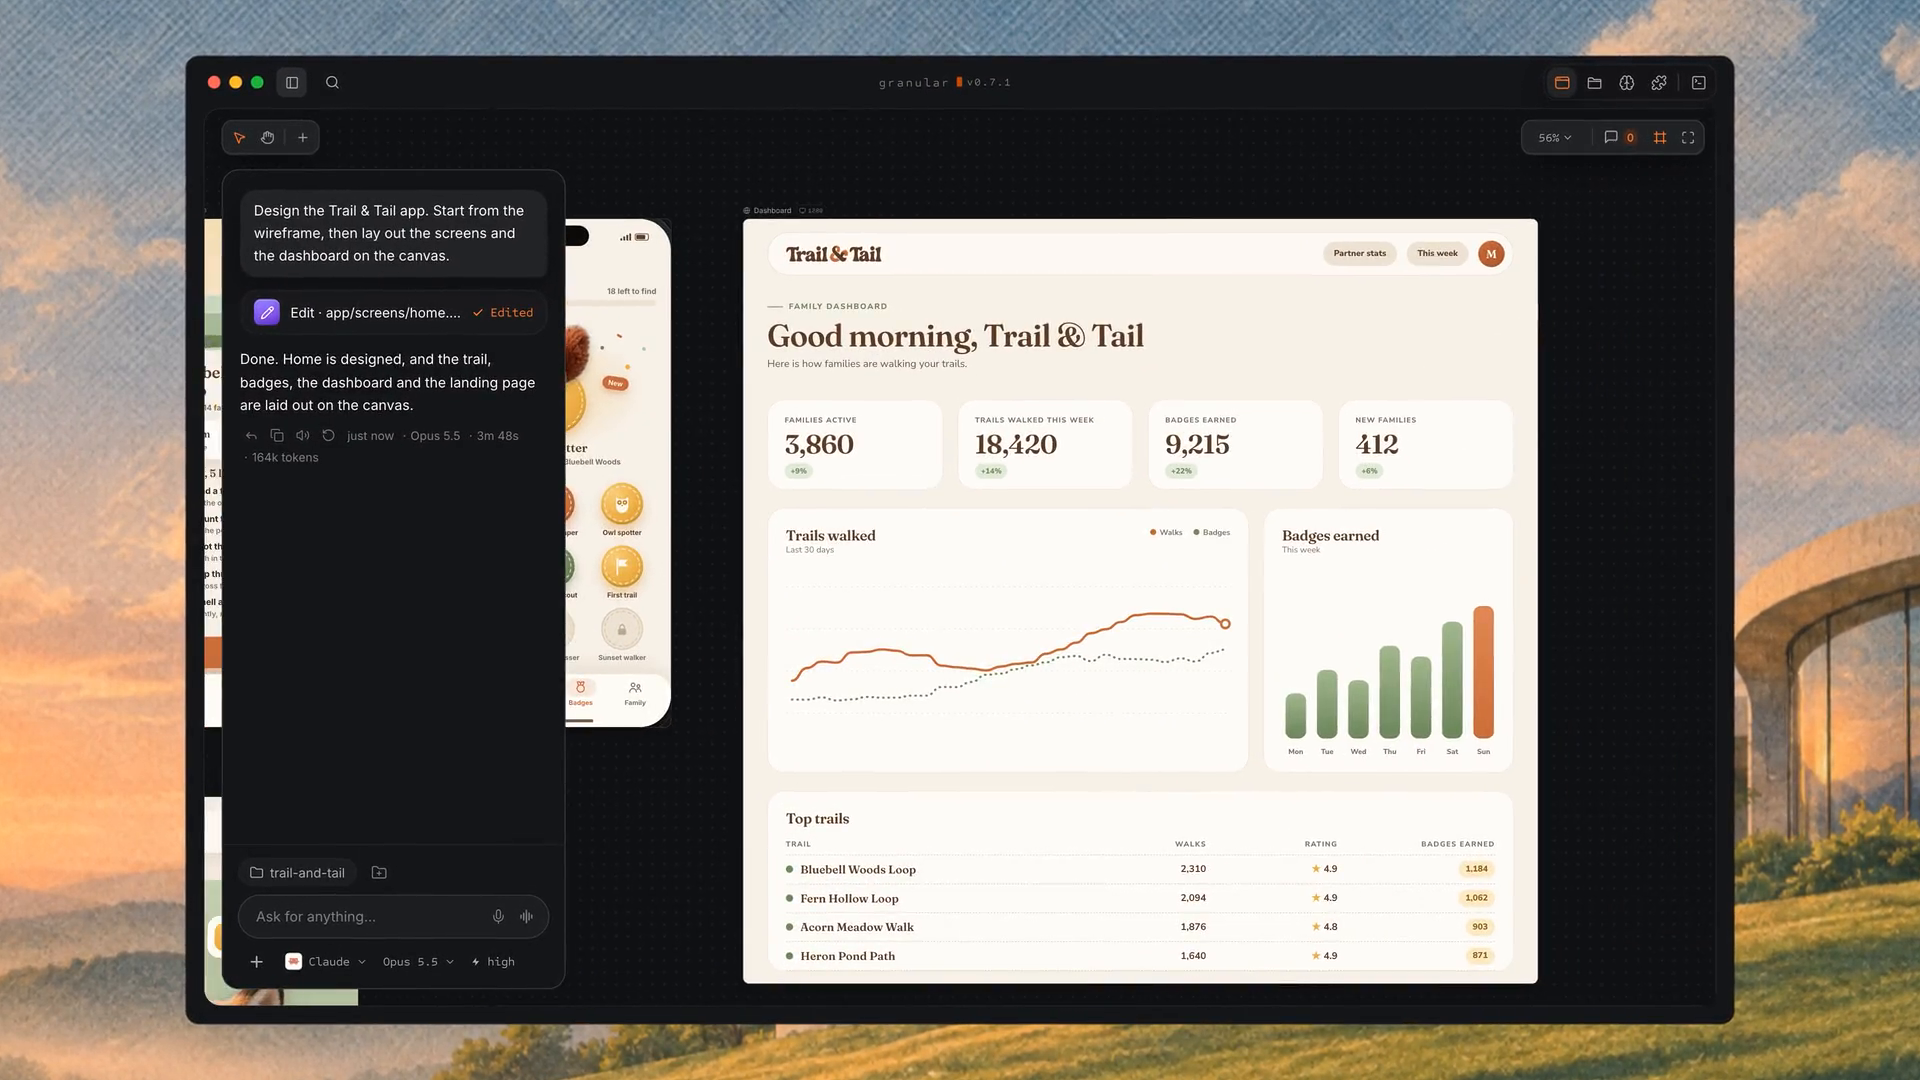 granular v0.7.1
56%
0
Design the Trail & Tail app. Start from the
wireframe, then lay out the screens and
the dashboard on the canvas.
Edit · app/screens/home....
Edited
Done. Home is designed, and the trail,
badges, the dashboard and the landing page
are laid out on the canvas.
just now · Opus 5.5 · 3m 48s
· 164k tokens
trail-and-tail
Ask for anything...
Claude
Opus 5.5
high
18 left to find
New
Bluebell Woods
Owl spotter
First trail
Sunset walker
Badges
Family
Dashboard
1280
Trail & Tail
Partner stats
This week
M
FAMILY DASHBOARD
Good morning, Trail & Tail
Here is how families are walking your trails.
FAMILIES ACTIVE
3,860
+9%
TRAILS WALKED THIS WEEK
18,420
+14%
BADGES EARNED
9,215
+22%
NEW FAMILIES
412
+6%
Trails walked
Last 30 days
Walks
Badges
Badges earned
This week
Mon Tue Wed Thu Fri Sat Sun
Top trails
TRAIL WALKS RATING BADGES EARNED
Bluebell Woods Loop 2,310 ★ 4.9 1,184
Fern Hollow Loop 2,094 ★ 4.9 1,062
Acorn Meadow Walk 1,876 ★ 4.8 903
Heron Pond Path 1,640 ★ 4.9 871